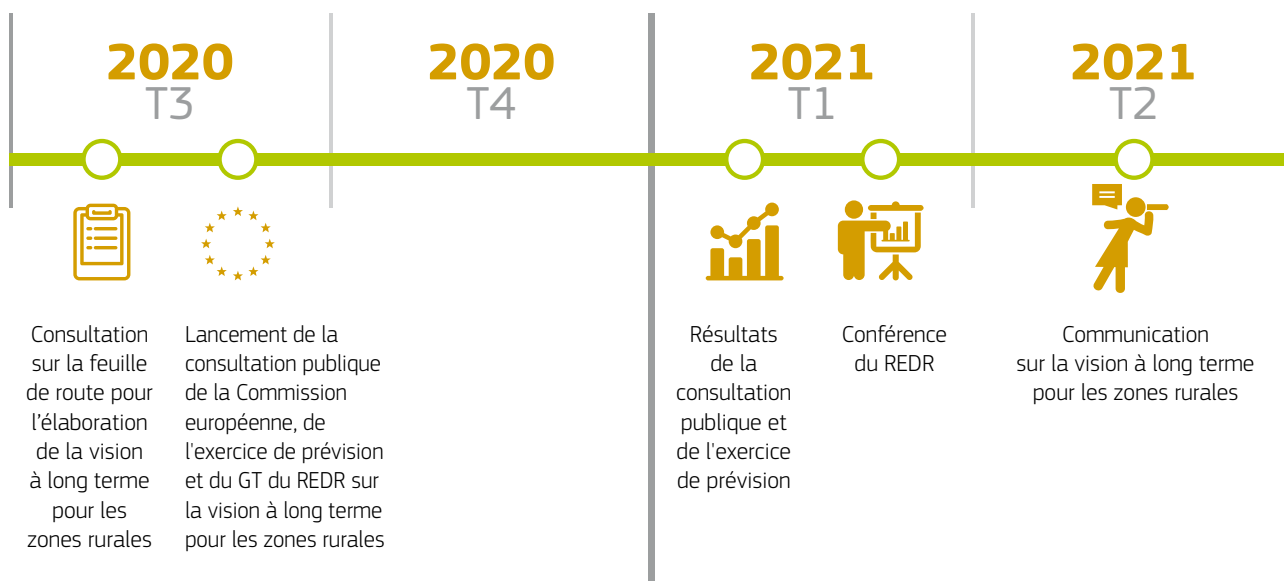 2020
T3
2020
T4
2021
T1
2021
T2
Consultation
sur la feuille
de route pour
l’élaboration
de la vision
à long terme
pour les
zones rurales
Lancement de la
consultation publique
de la Commission
européenne, de
l'exercice de prévision
et du GT du REDR sur
la vision à long terme
pour les zones rurales
Résultats
de la
consultation
publique et
de l'exercice
de prévision
Conférence
du REDR
Communication
sur la vision à long terme
pour les zones rurales